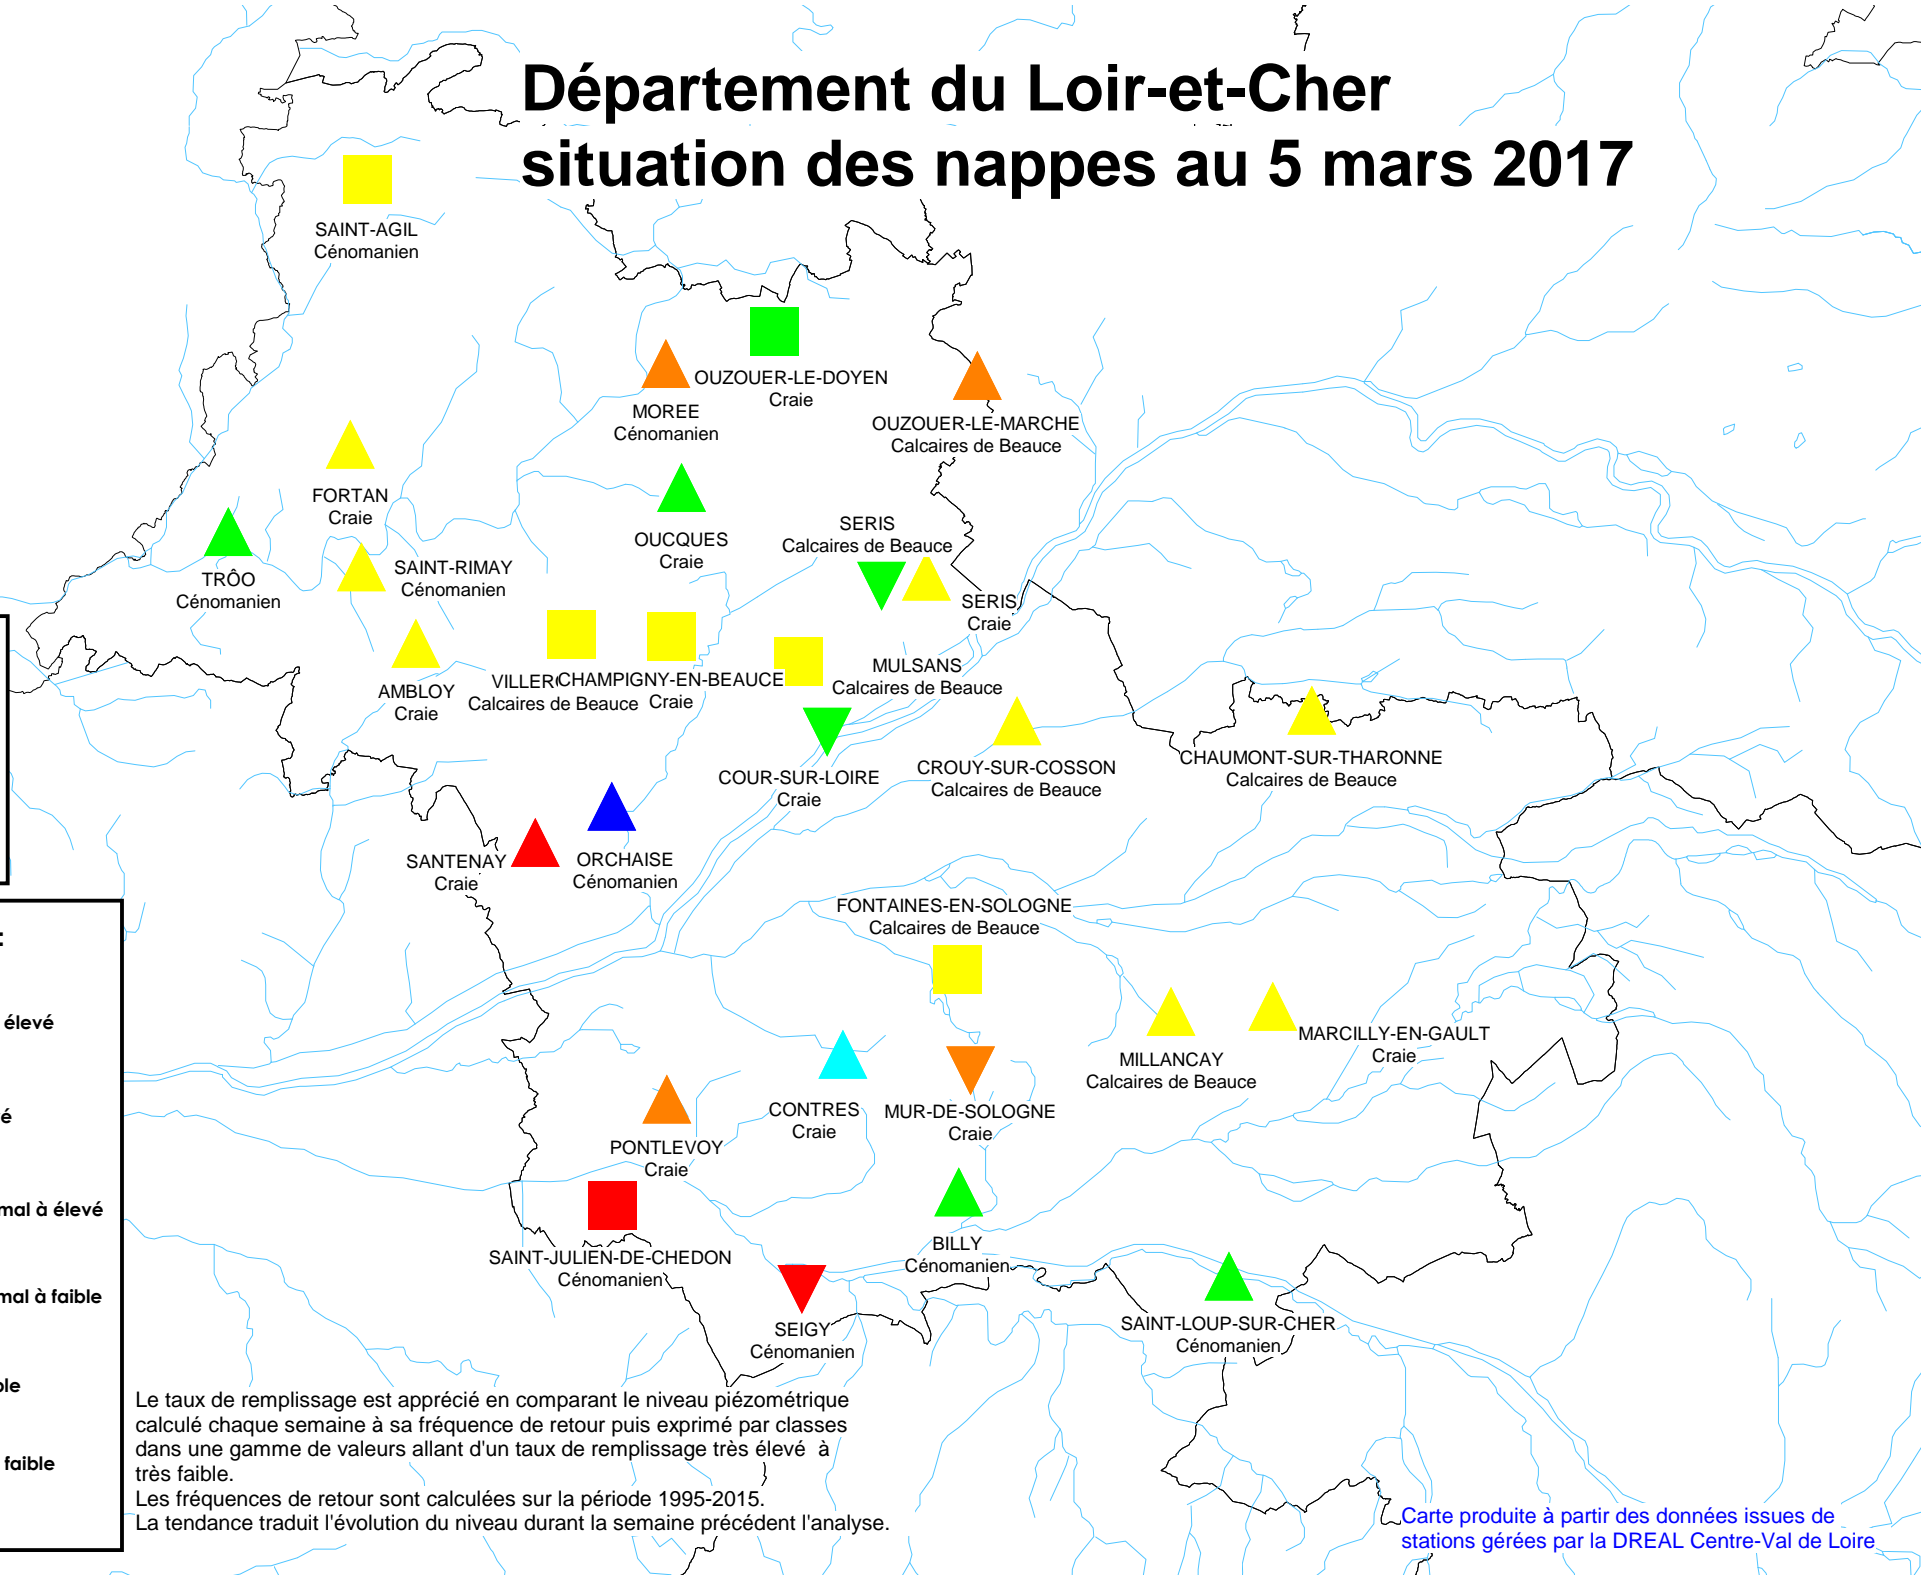 Département du Loir-et-Cher
situation des nappes au 5 mars 2017
SAINT-AGIL
Cénomanien
OUZOUER-LE-DOYEN
Craie
MOREE
Cénomanien
OUZOUER-LE-MARCHE
Calcaires de Beauce
FORTAN
Craie
OUCQUES
Craie
SERIS
Calcaires de Beauce
TRÔO
Cénomanien
SAINT-RIMAY
Cénomanien
SERIS
Craie
AMBLOY
Craie
VILLER
Calcaires de Beauce
CHAMPIGNY-EN-BEAUCE
Craie
MULSANS
Calcaires de Beauce
COUR-SUR-LOIRE
Craie
CROUY-SUR-COSSON
Calcaires de Beauce
CHAUMONT-SUR-THARONNE
Calcaires de Beauce
SANTENAY
Craie
ORCHAISE
Cénomanien
FONTAINES-EN-SOLOGNE
Calcaires de Beauce
MILLANCAY
Calcaires de Beauce
MARCILLY-EN-GAULT
Craie
CONTRES
Craie
MUR-DE-SOLOGNE
Craie
PONTLEVOY
Craie
SAINT-JULIEN-DE-CHEDON
Cénomanien
BILLY
Cénomanien
SEIGY
Cénomanien
SAINT-LOUP-SUR-CHER
Cénomanien
:
élevé
é
mal à élevé
mal à faible
ble
faible
Le taux de remplissage est apprécié en comparant le niveau piézométrique
calculé chaque semaine à sa fréquence de retour puis exprimé par classes
dans une gamme de valeurs allant d'un taux de remplissage très élevé à
très faible.
Les fréquences de retour sont calculées sur la période 1995-2015.
La tendance traduit l'évolution du niveau durant la semaine précédent l'analyse.
Carte produite à partir des données issues de
stations gérées par la DREAL Centre-Val de Loire